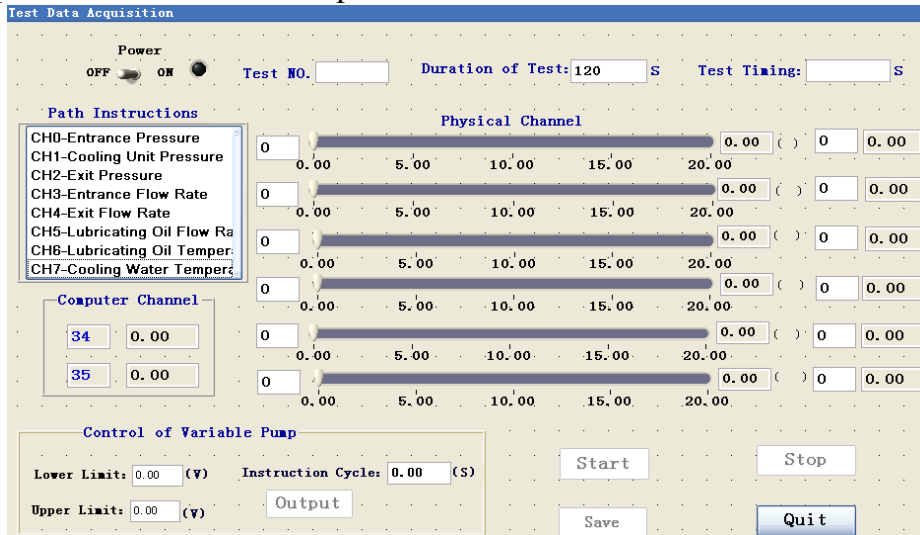 Test Data Acquisition
Power
OFF ON Test NO. Duration of Test: 120 S Test Timing: S
Path Instructions
Physical Channel
CH0-Entrance Pressure
CH1-Cooling Unit Pressure
CH2-Exit Pressure
CH3-Entrance Flow Rate
CH4-Exit Flow Rate
CH5-Lubricating Oil Flow Ra
CH6-Lubricating Oil Tempera
CH7-Cooling Water Tempera
0 0.00 ( ) 0 0.00
0.00 5.00 10.00 15.00 20.00
0 0.00 ( ) 0 0.00
0.00 5.00 10.00 15.00 20.00
0 0.00 ( ) 0 0.00
0.00 5.00 10.00 15.00 20.00
0 0.00 ( ) 0 0.00
0.00 5.00 10.00 15.00 20.00
0 0.00 ( ) 0 0.00
0.00 5.00 10.00 15.00 20.00
0 0.00 ( ) 0 0.00
0.00 5.00 10.00 15.00 20.00
Computer Channel
34 0.00
35 0.00
Control of Variable Pump
Lower Limit: 0.00 (V) Instruction Cycle: 0.00 (S)
Upper Limit: 0.00 (V) Output
Start Stop
Save Quit